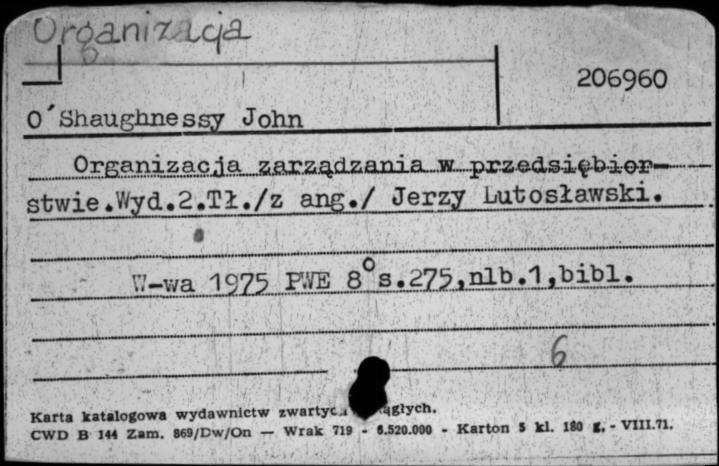 Organizacja
206960
O'Shaughnessy John
Organizacja zarządzania w przedsiębior-
stwie.Wyd.2.Tł./z ang./ Jerzy Lutosławski.
W-wa 1975 PWE 8° s.275,nlb.1,bibl.
6
Karta katalogowa wydawnictw zwartych
CWD B 144 Zam. 869/Dw/On — Wrak 719 - 6.520.000 - Karton 5 kl. 180 g. - VIII.71.